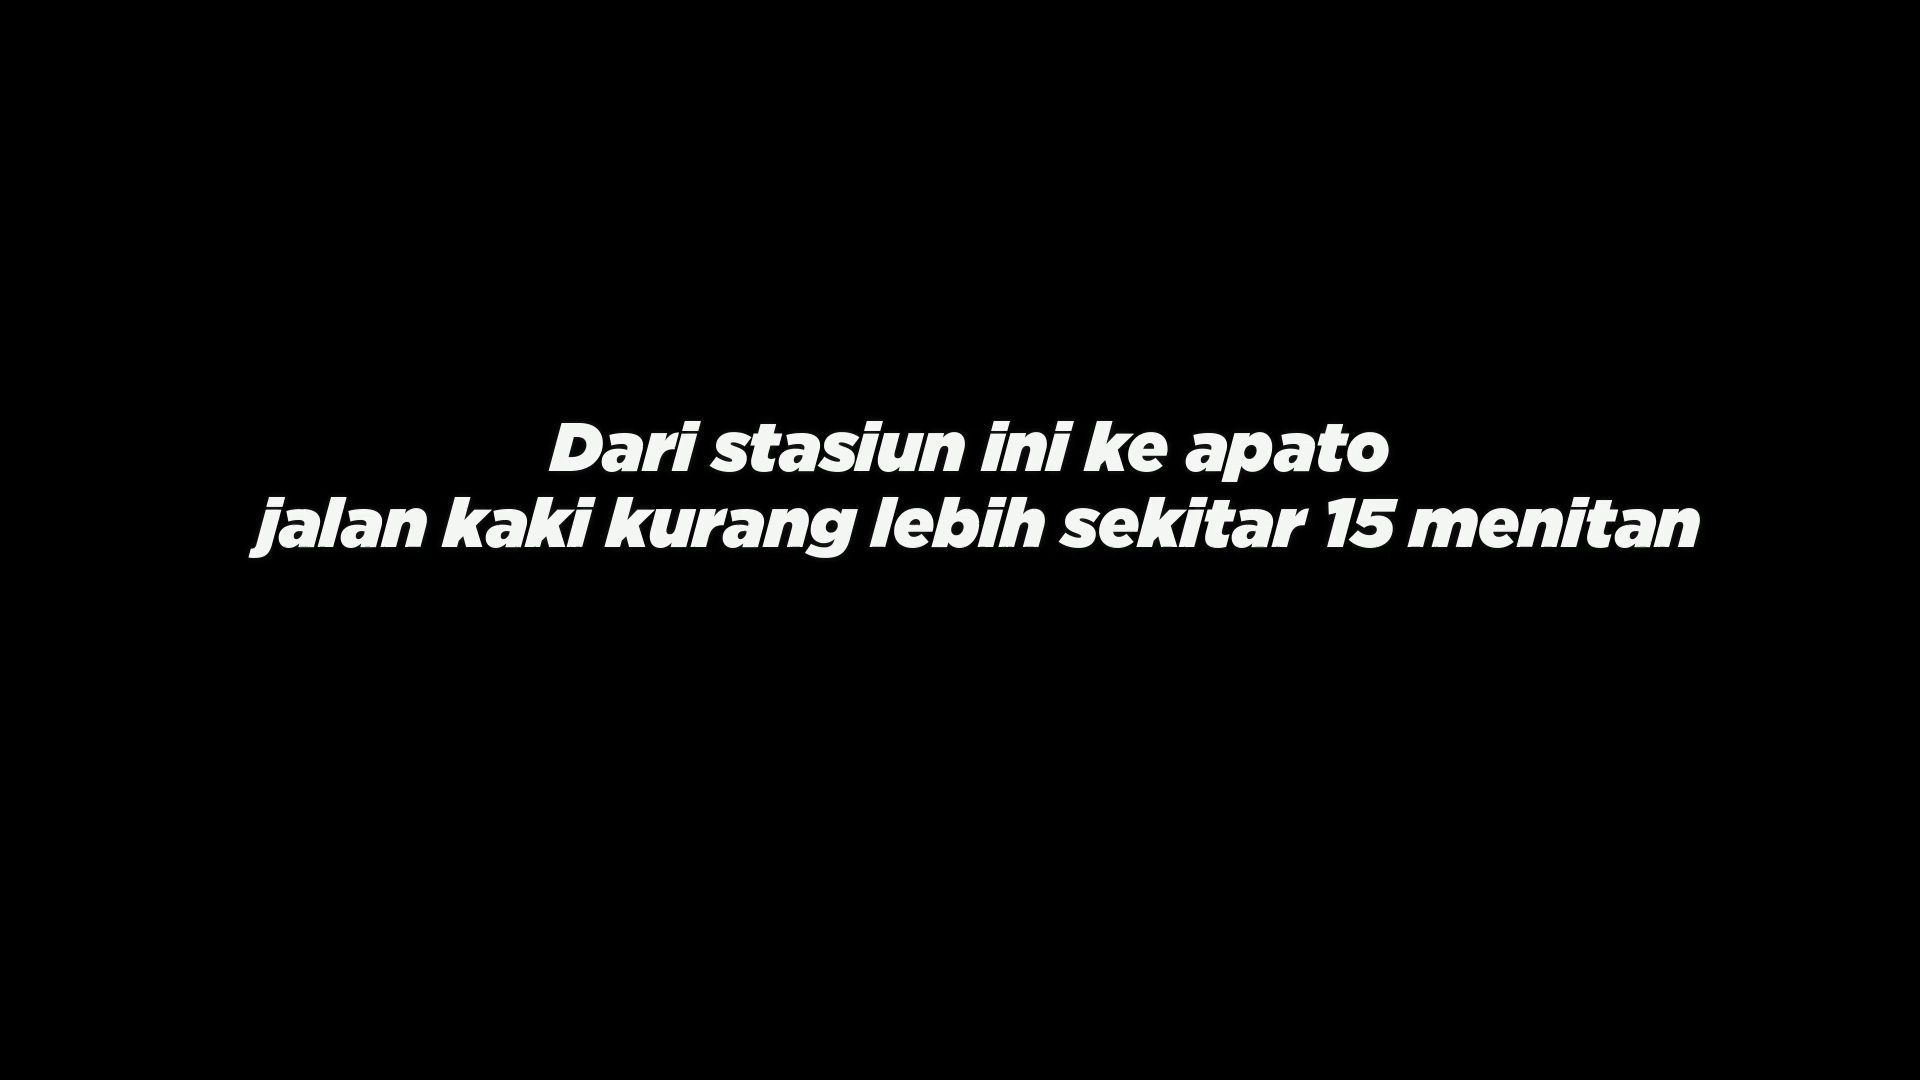 Dari stasiun ini ke apato
jalan kaki kurang lebih sekitar 15 menitan